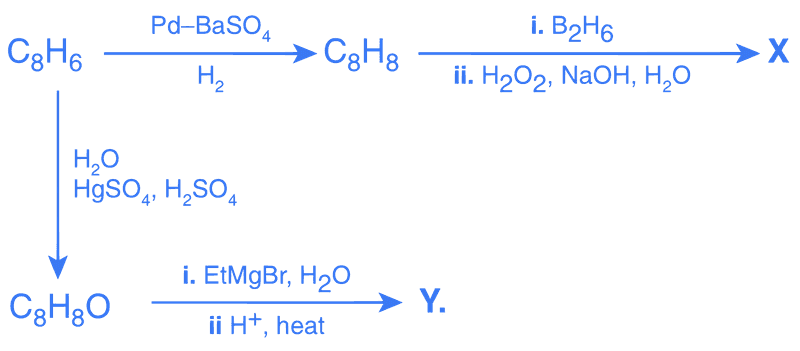 Pd–BaSO₄
C₈H₆
H₂
C₈H₈
i. B₂H₆
ii. H₂O₂, NaOH, H₂O
X
H₂O
HgSO₄, H₂SO₄
C₈H₈O
i. EtMgBr, H₂O
ii H⁺, heat
Y.